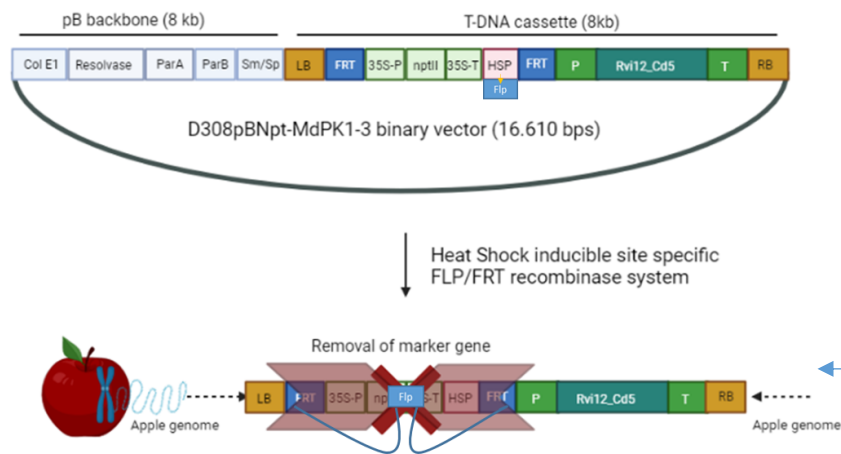 pB backbone (8 kb) T-DNA cassette (8kb)
Col E1 Resolvase ParA ParB Sm/Sp LB FRT 35S-P nptII 35S-T HSP FRT P Rvi12_Cd5 T RB
Flp
D308pBNpt-MdPK1-3 binary vector (16.610 bps)
Heat Shock inducible site specific
FLP/FRT recombinase system
Removal of marker gene
LB FRT 35S-P Flp S-T HSP FRT P Rvi12_Cd5 T RB
Apple genome Apple genome